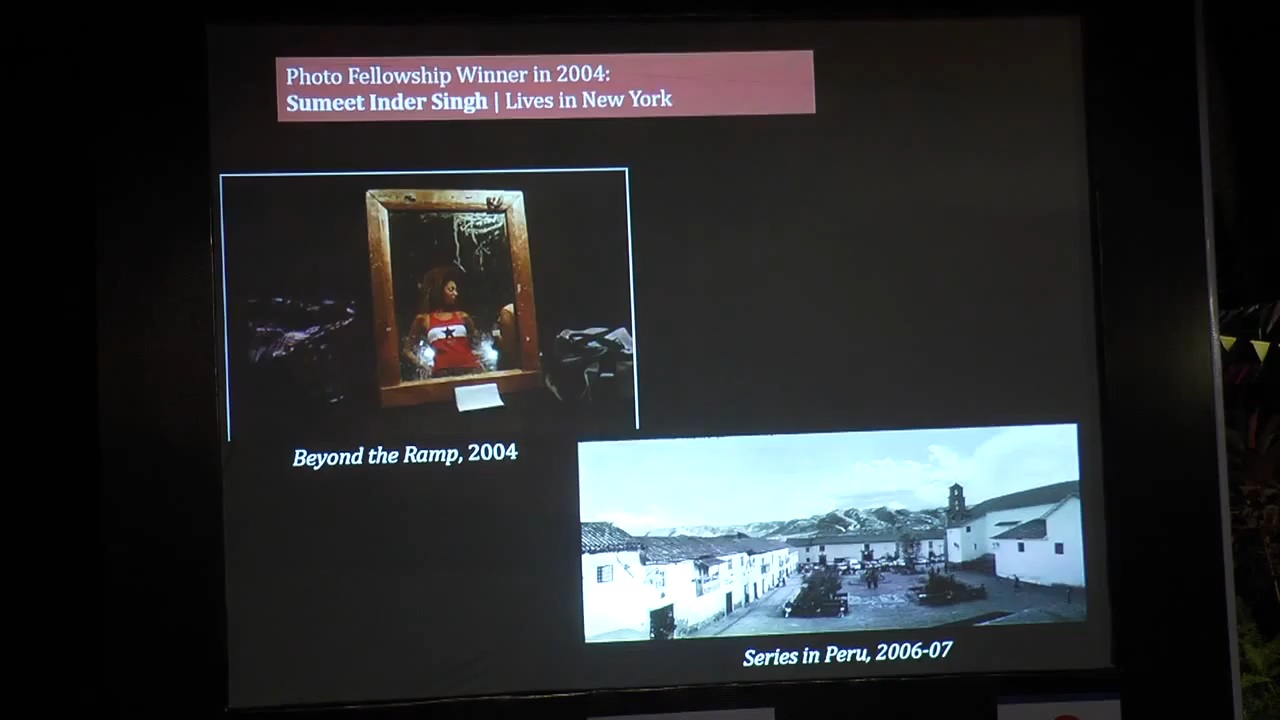 Photo Fellowship Winner in 2004:
Sumeet Inder Singh | Lives in New York
Beyond the Ramp, 2004
Series in Peru, 2006-07